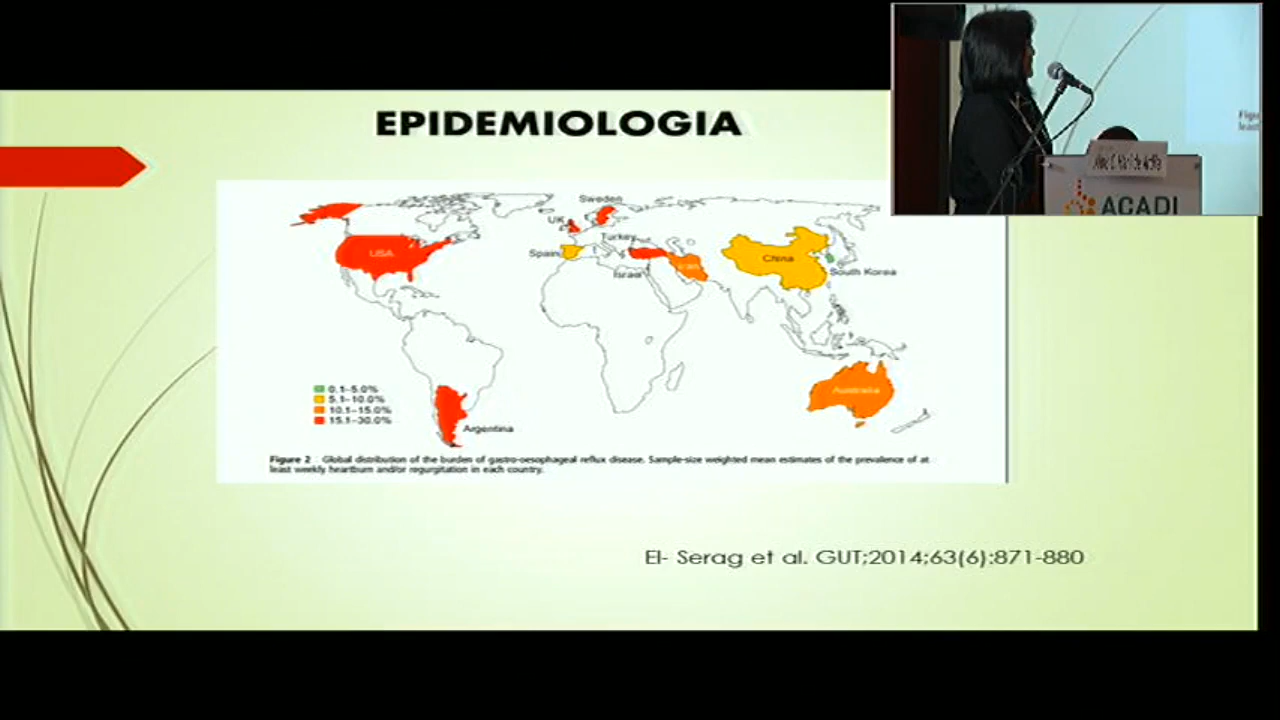 EPIDEMIOLOGIA
Sweden
UK
Turkey
USA
Spain
Iran
China
Israel
South Korea
0.1–5.0%
5.1–10.0%
10.1–15.0%
15.1–30.0%
Australia
Argentina
Figure 2 Global distribution of the burden of gastro-oesophageal reflux disease. Sample-size weighted mean estimates of the prevalence of at
least weekly heartburn and/or regurgitation in each country.
El- Serag et al. GUT;2014;63(6):871-880
ACADI